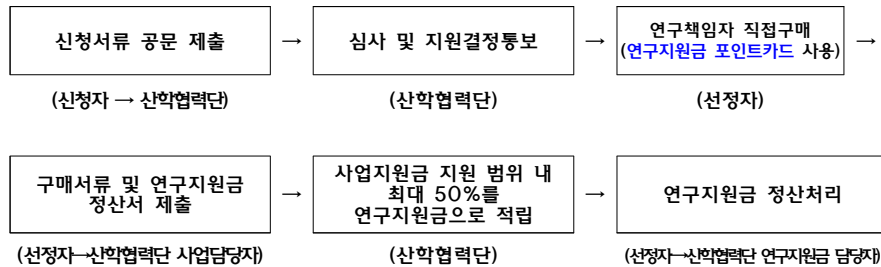 신청서류 공문 제출
→
심사 및 지원결정통보
→
연구책임자 직접구매
(연구지원금 포인트카드 사용)
→
(신청자 → 산학협력단)
(산학협력단)
(선정자)
구매서류 및 연구지원금
정산서 제출
→
사업지원금 지원 범위 내
최대 50%를
연구지원금으로 적립
→
연구지원금 정산처리
(선정자→산학협력단 사업담당자)
(산학협력단)
(선정자→산학협력단 연구지원금 담당자)